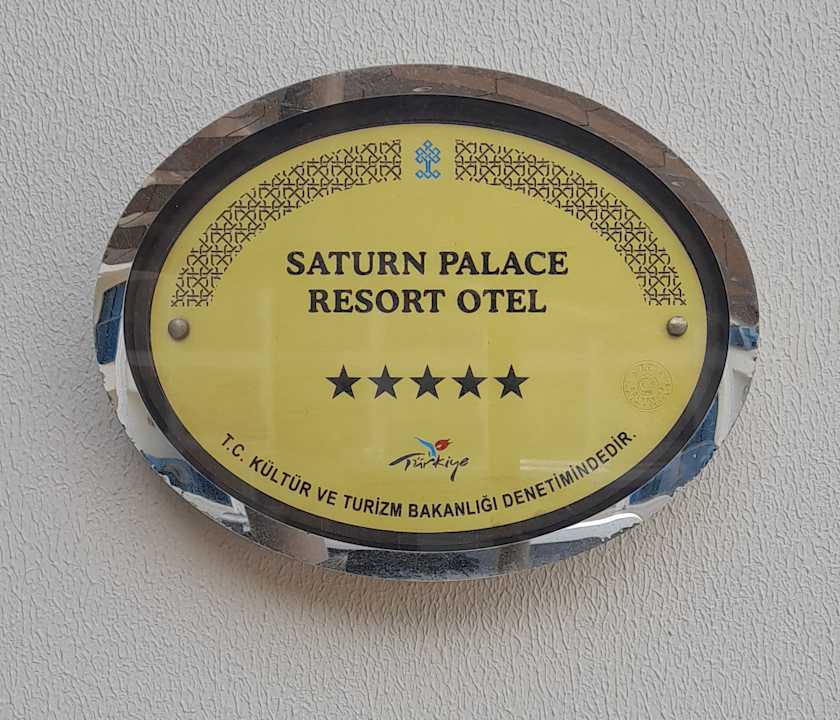 SATURN PALACE
RESORT OTEL
Türkiye
T.C. KÜLTÜR VE TURİZM BAKANLIĞI DENETİMİNDEDİR.